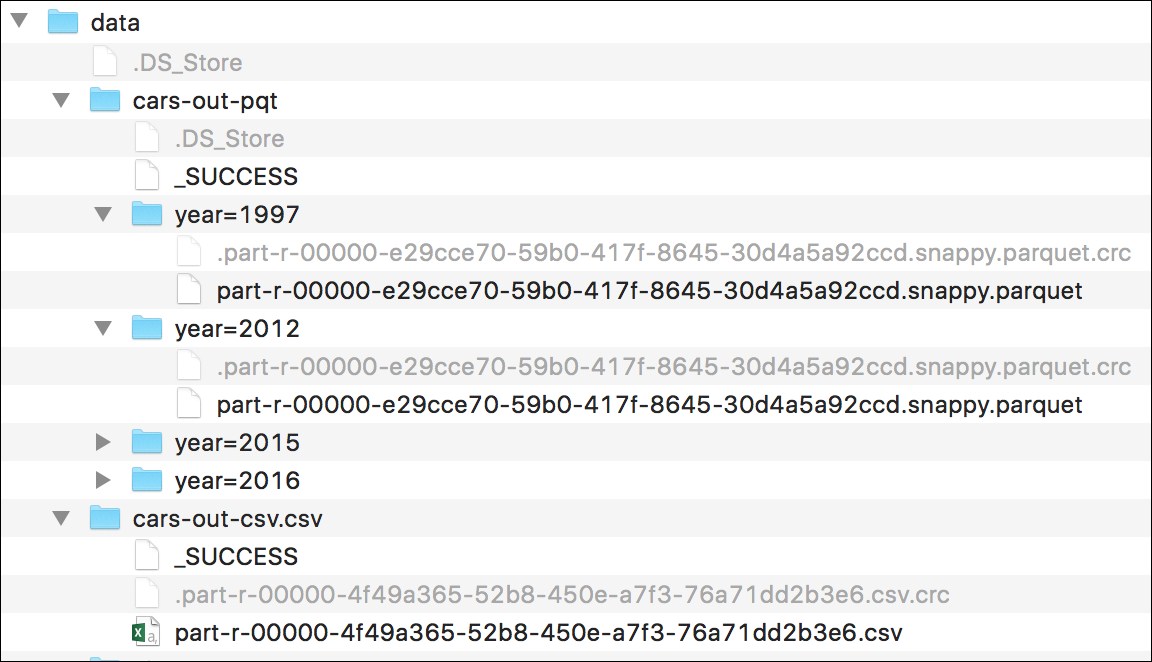 data
.DS_Store
cars-out-pqt
.DS_Store
_SUCCESS
year=1997
.part-r-00000-e29cce70-59b0-417f-8645-30d4a5a92ccd.snappy.parquet.crc
part-r-00000-e29cce70-59b0-417f-8645-30d4a5a92ccd.snappy.parquet
year=2012
.part-r-00000-e29cce70-59b0-417f-8645-30d4a5a92ccd.snappy.parquet.crc
part-r-00000-e29cce70-59b0-417f-8645-30d4a5a92ccd.snappy.parquet
year=2015
year=2016
cars-out-csv.csv
_SUCCESS
.part-r-00000-4f49a365-52b8-450e-a7f3-76a71dd2b3e6.csv.crc
part-r-00000-4f49a365-52b8-450e-a7f3-76a71dd2b3e6.csv